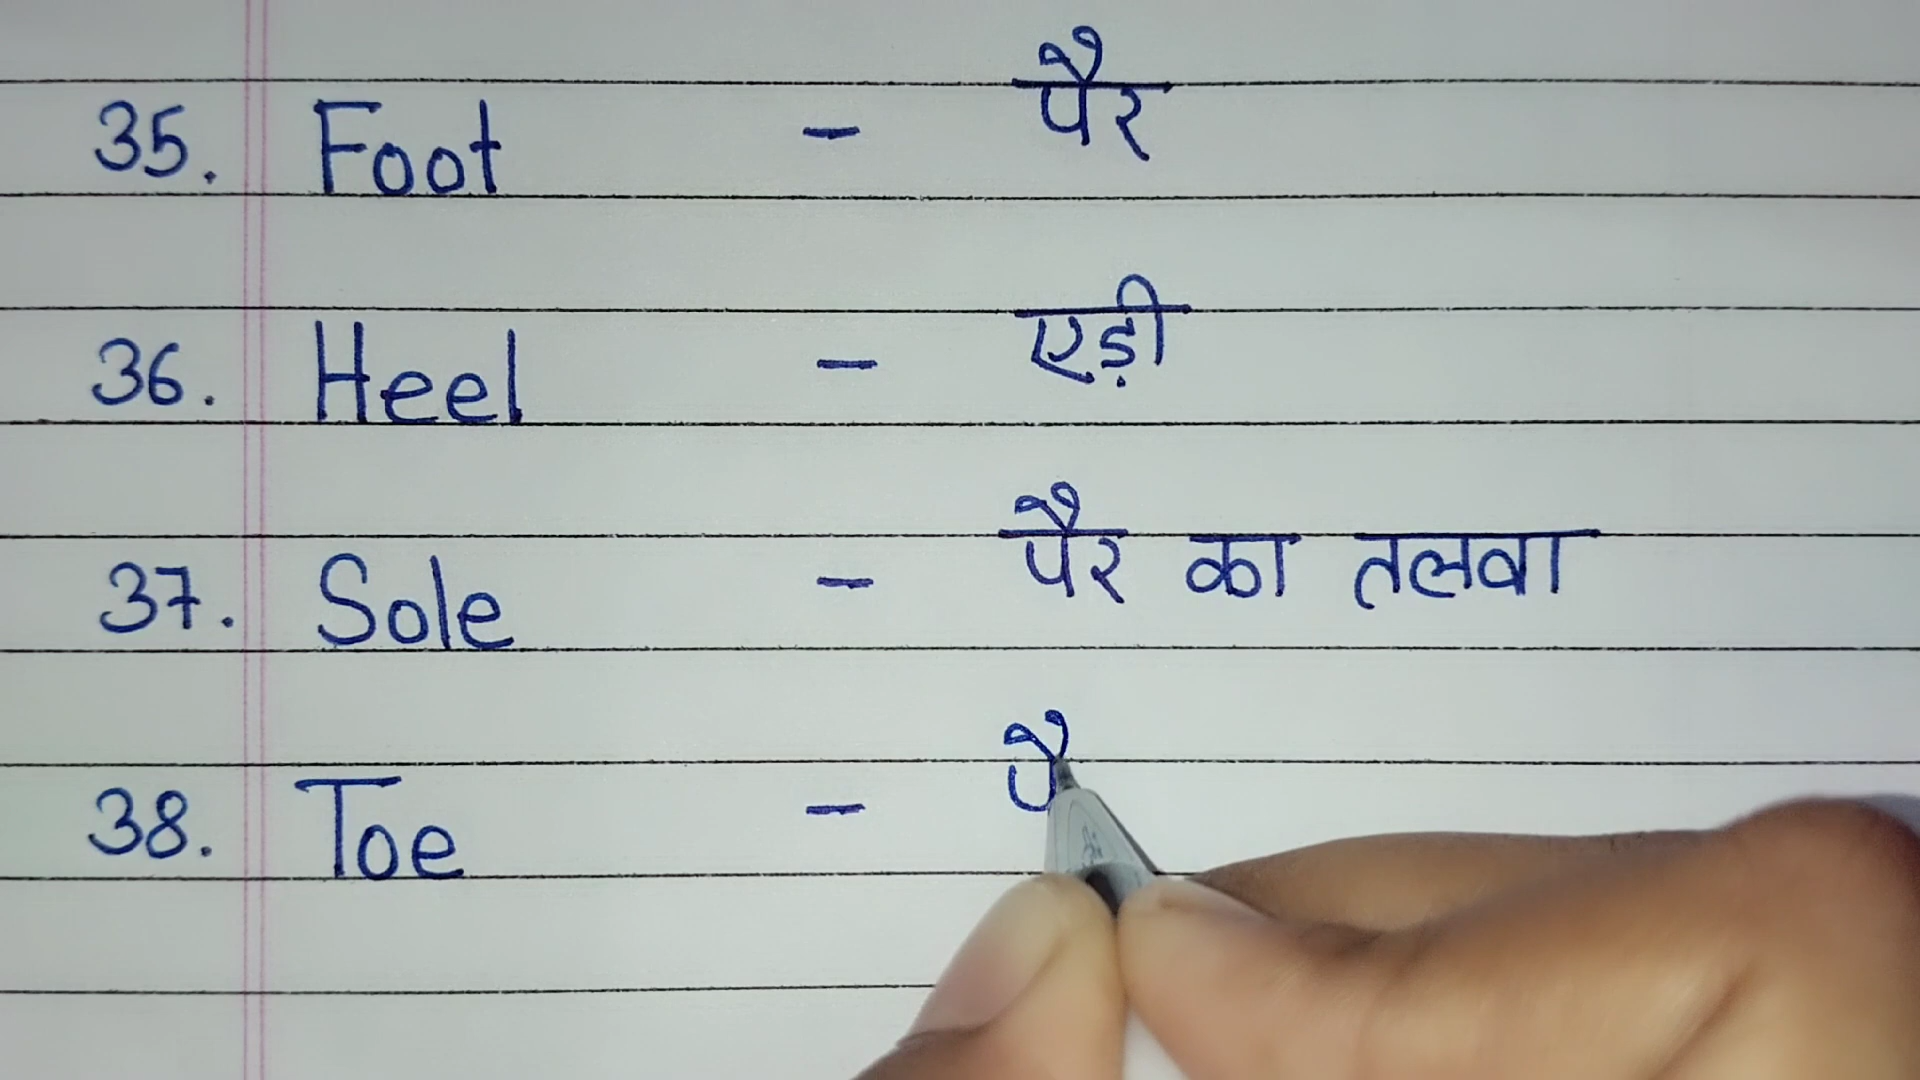 35. Foot - पैर
36. Heel - एड़ी
37. Sole - पैर का तलवा
38. Toe - पै